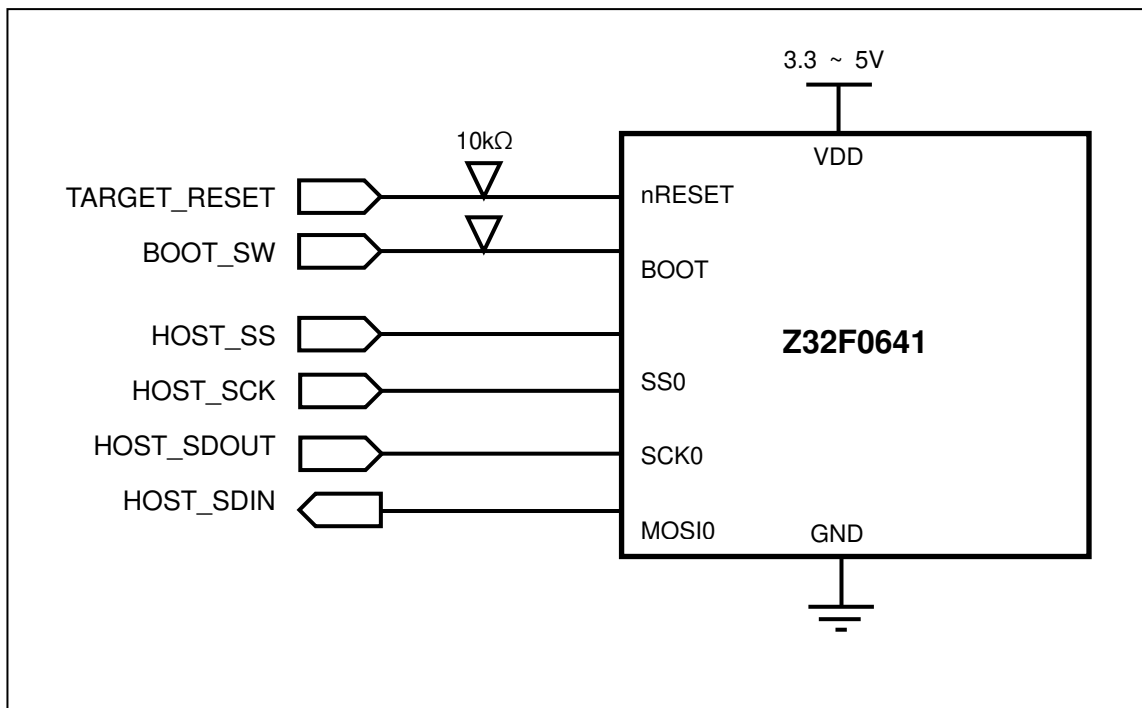 3.3 ~ 5V
10kΩ
VDD
TARGET_RESET
nRESET
BOOT_SW
BOOT
HOST_SS
Z32F0641
HOST_SCK
SS0
HOST_SDOUT
SCK0
HOST_SDIN
MOSI0
GND